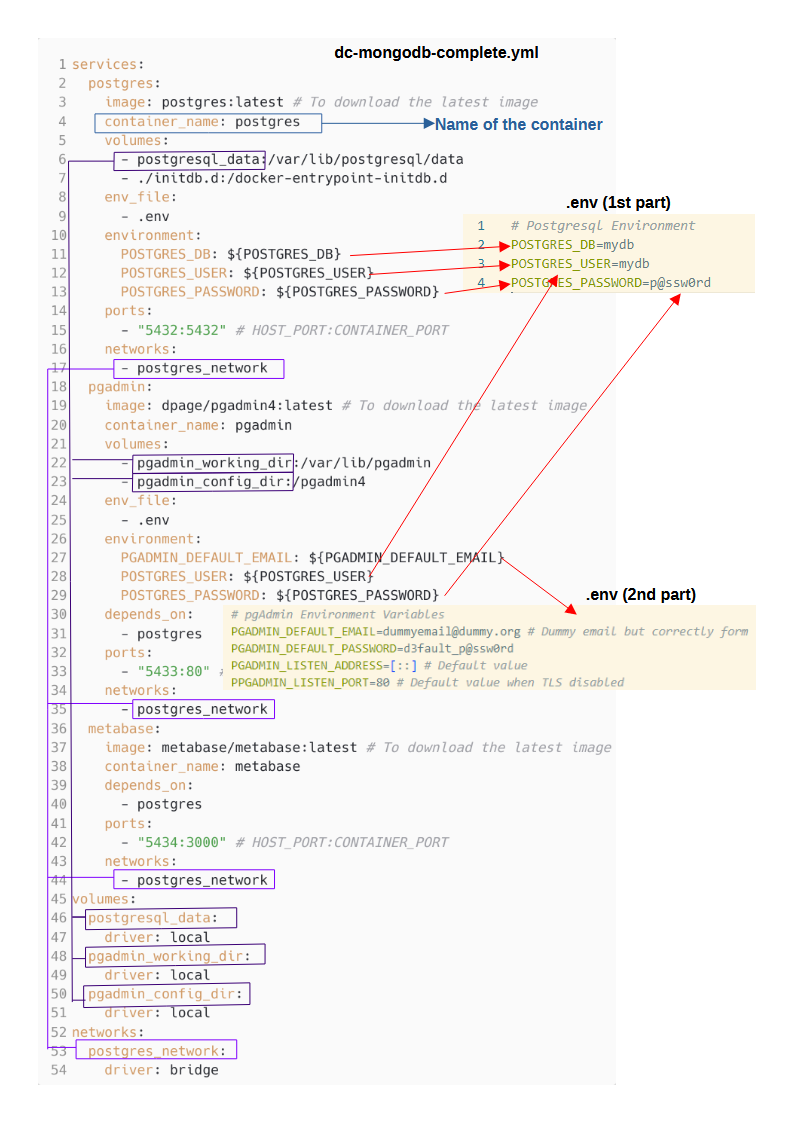 dc-mongodb-complete.yml
1 services:
2   postgres:
3     image: postgres:latest # To download the latest image
4     container_name: postgres
Name of the container
5     volumes:
6       - postgresql_data:/var/lib/postgresql/data
7       - ./initdb.d:/docker-entrypoint-initdb.d
8     env_file:
9       - .env
10     environment:
11       POSTGRES_DB: ${POSTGRES_DB}
12       POSTGRES_USER: ${POSTGRES_USER}
13       POSTGRES_PASSWORD: ${POSTGRES_PASSWORD}
14     ports:
15       - "5432:5432" # HOST_PORT:CONTAINER_PORT
16     networks:
17       - postgres_network
.env (1st part)
1 # Postgresql Environment
2 POSTGRES_DB=mydb
3 POSTGRES_USER=mydb
4 POSTGRES_PASSWORD=p@ssw0rd
18   pgadmin:
19     image: dpage/pgadmin4:latest # To download the latest image
20     container_name: pgadmin
21     volumes:
22       - pgadmin_working_dir:/var/lib/pgadmin
23       - pgadmin_config_dir:/pgadmin4
24     env_file:
25       - .env
26     environment:
27       PGADMIN_DEFAULT_EMAIL: ${PGADMIN_DEFAULT_EMAIL}
28       POSTGRES_USER: ${POSTGRES_USER}
29       POSTGRES_PASSWORD: ${POSTGRES_PASSWORD}
30     depends_on:
31       - postgres
32     ports:
33       - "5433:80" #
34     networks:
35       - postgres_network
.env (2nd part)
# pgAdmin Environment Variables
PGADMIN_DEFAULT_EMAIL=dummyemail@dummy.org # Dummy email but correctly form
PGADMIN_DEFAULT_PASSWORD=d3fault_p@ssw0rd
PGADMIN_LISTEN_ADDRESS=[::] # Default value
PPGADMIN_LISTEN_PORT=80 # Default value when TLS disabled
36   metabase:
37     image: metabase/metabase:latest # To download the latest image
38     container_name: metabase
39     depends_on:
40       - postgres
41     ports:
42       - "5434:3000" # HOST_PORT:CONTAINER_PORT
43     networks:
44       - postgres_network
45 volumes:
46   postgresql_data:
47     driver: local
48   pgadmin_working_dir:
49     driver: local
50   pgadmin_config_dir:
51     driver: local
52 networks:
53   postgres_network:
54     driver: bridge